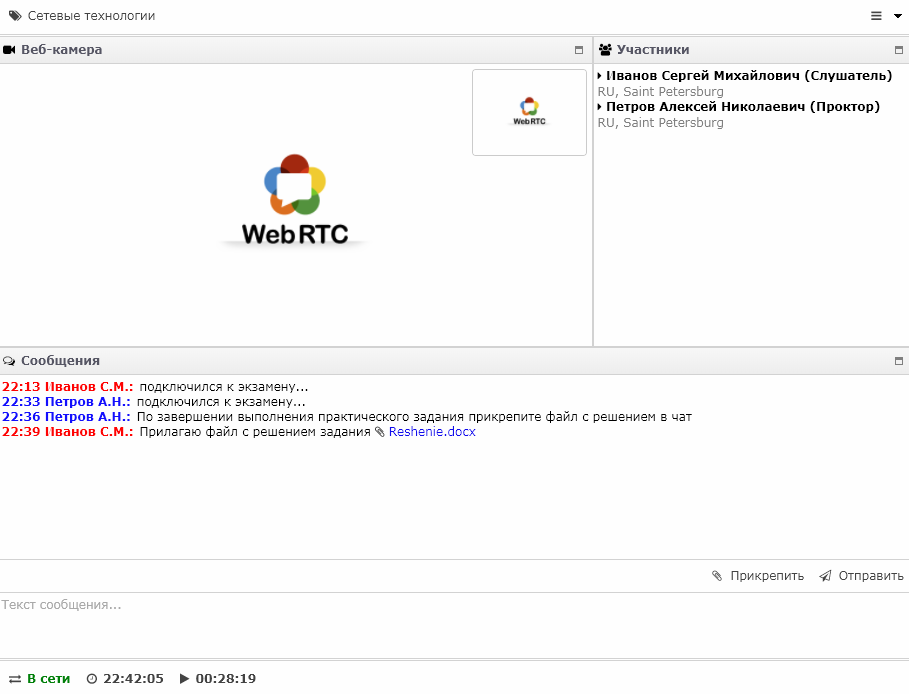 Сетевые технологии
Веб-камера
Участники
WebRTC
WebRTC
Иванов Сергей Михайлович (Слушатель)
RU, Saint Petersburg
Петров Алексей Николаевич (Проктор)
RU, Saint Petersburg
Сообщения
22:13 Иванов С.М.: подключился к экзамену...
22:33 Петров А.Н.: подключился к экзамену...
22:36 Петров А.Н.: По завершении выполнения практического задания прикрепите файл с решением в чат
22:39 Иванов С.М.: Прилагаю файл с решением задания Reshenie.docx
Прикрепить Отправить
Текст сообщения...
В сети 22:42:05 00:28:19